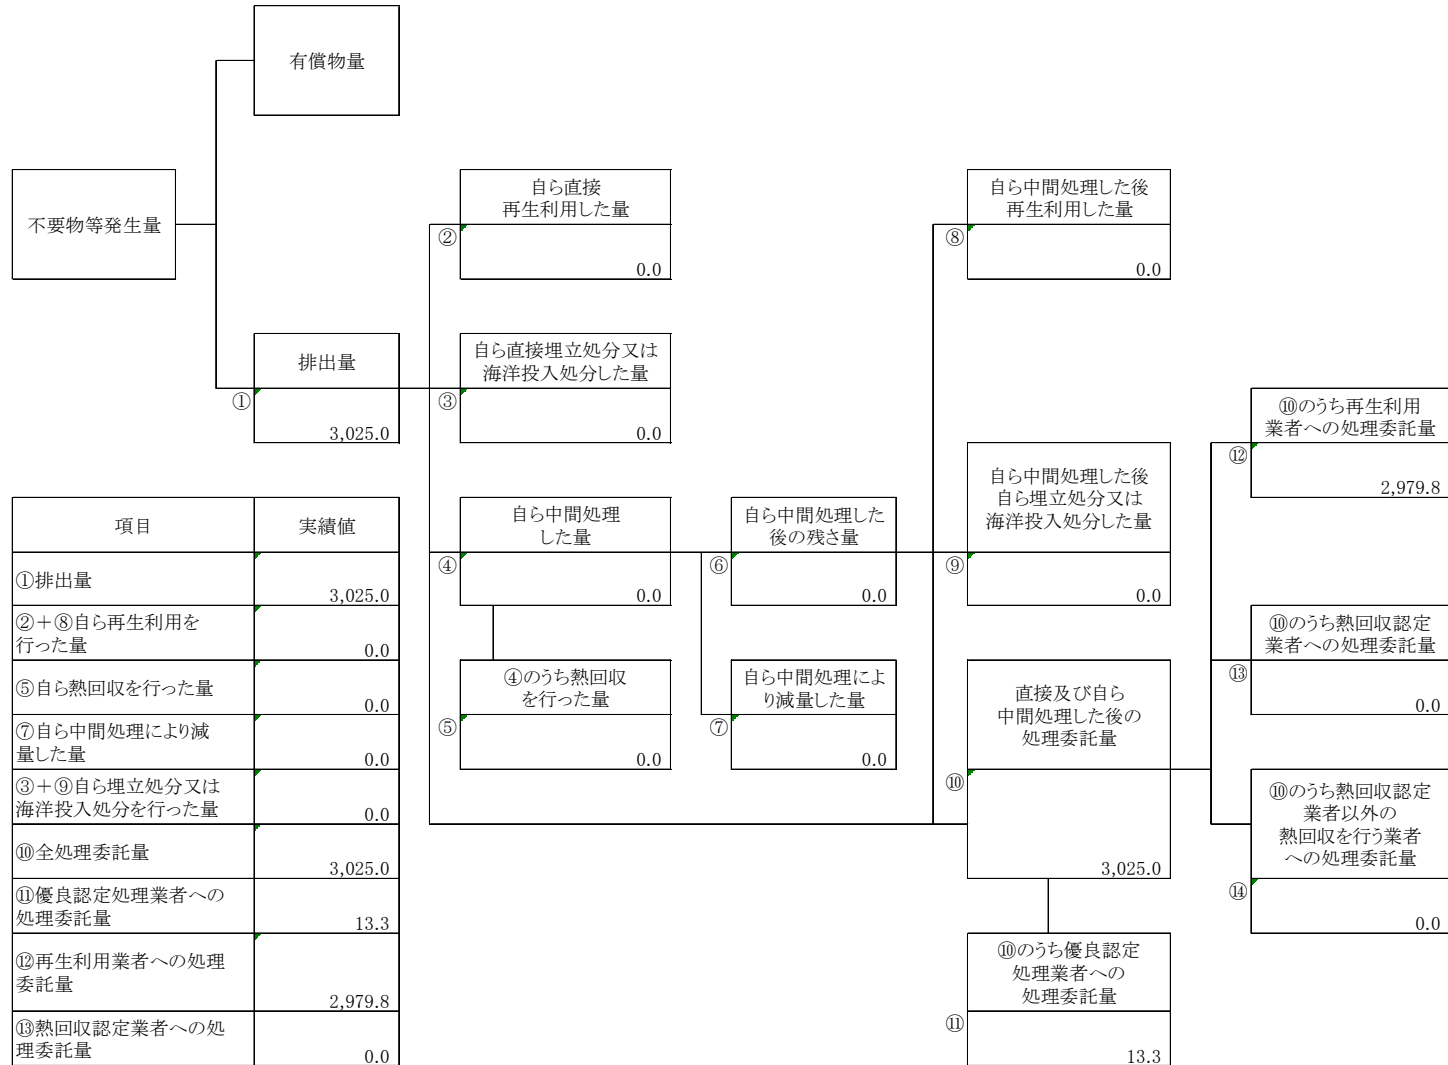 有償物量
不要物等発生量
自ら直接
再生利用した量
②
0.0
自ら中間処理した後
再生利用した量
⑧
0.0
排出量
①
3,025.0
自ら直接埋立処分又は
海洋投入処分した量
③
0.0
⑩のうち再生利用
業者への処理委託量
⑫
2,979.8
自ら中間処理
した量
④
0.0
自ら中間処理した
後の残さ量
⑥
0.0
自ら中間処理した後
自ら埋立処分又は
海洋投入処分した量
⑨
0.0
⑩のうち熱回収認定
業者への処理委託量
⑬
0.0
④のうち熱回収
を行った量
⑤
0.0
自ら中間処理によ
り減量した量
⑦
0.0
直接及び自ら
中間処理した後の
処理委託量
⑩
3,025.0
⑩のうち熱回収認定
業者以外の
熱回収を行う業者
への処理委託量
⑭
0.0
⑩のうち優良認定
処理業者への
処理委託量
⑪
13.3
項目
実績値
①排出量
3,025.0
②+⑧自ら再生利用を
行った量
0.0
⑤自ら熱回収を行った量
0.0
⑦自ら中間処理により減
量した量
0.0
③+⑨自ら埋立処分又は
海洋投入処分を行った量
0.0
⑩全処理委託量
3,025.0
⑪優良認定処理業者への
処理委託量
13.3
⑫再生利用業者への処理
委託量
2,979.8
⑬熱回収認定業者への処
理委託量
0.0